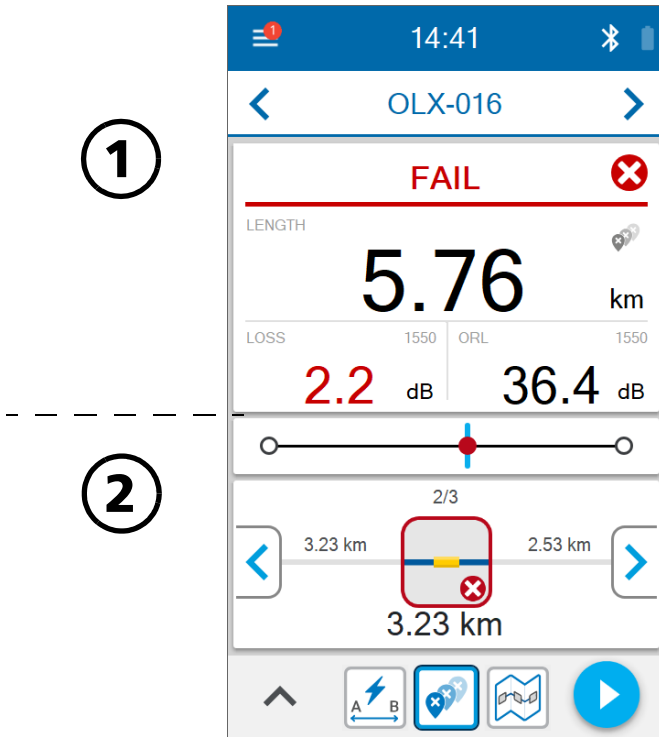 1
14:41
OLX-016
1
FAIL
LENGTH
5.76 km
LOSS 1550 ORL 1550
2.2 dB 36.4 dB
2
2/3
3.23 km 2.53 km
3.23 km
A B